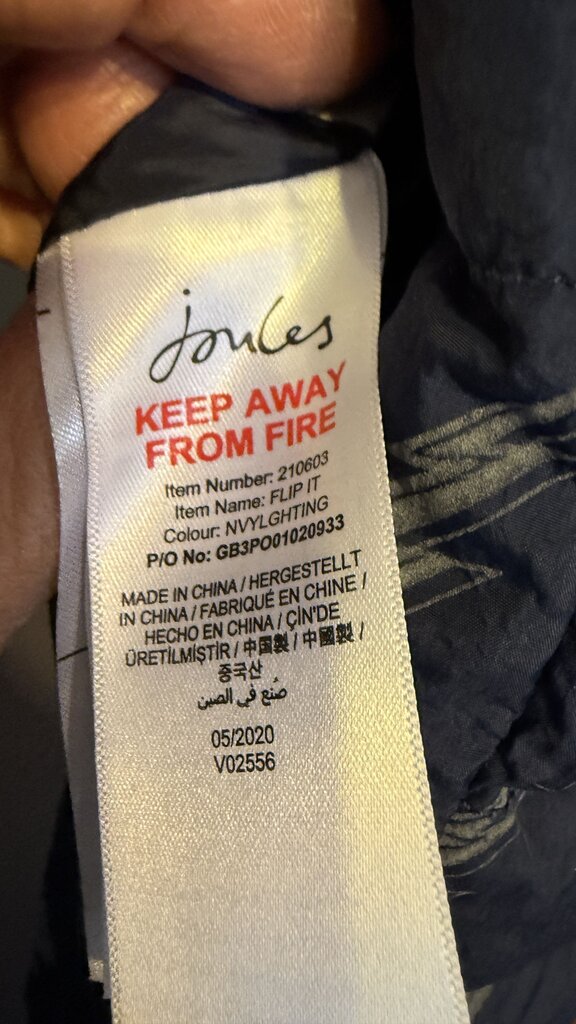 joules
KEEP AWAY
FROM FIRE
Item Number: 210603
Item Name: FLIP IT
Colour: NVYLGHTING
P/O No: GB3PO01020933
MADE IN CHINA / HERGESTELLT
IN CHINA / FABRIQUÉ EN CHINE /
HECHO EN CHINA / ÇİN'DE
ÜRETİLMİŞTİR / 中国製 / 中國製 /
중국산
صُنع في الصين
05/2020
V02556